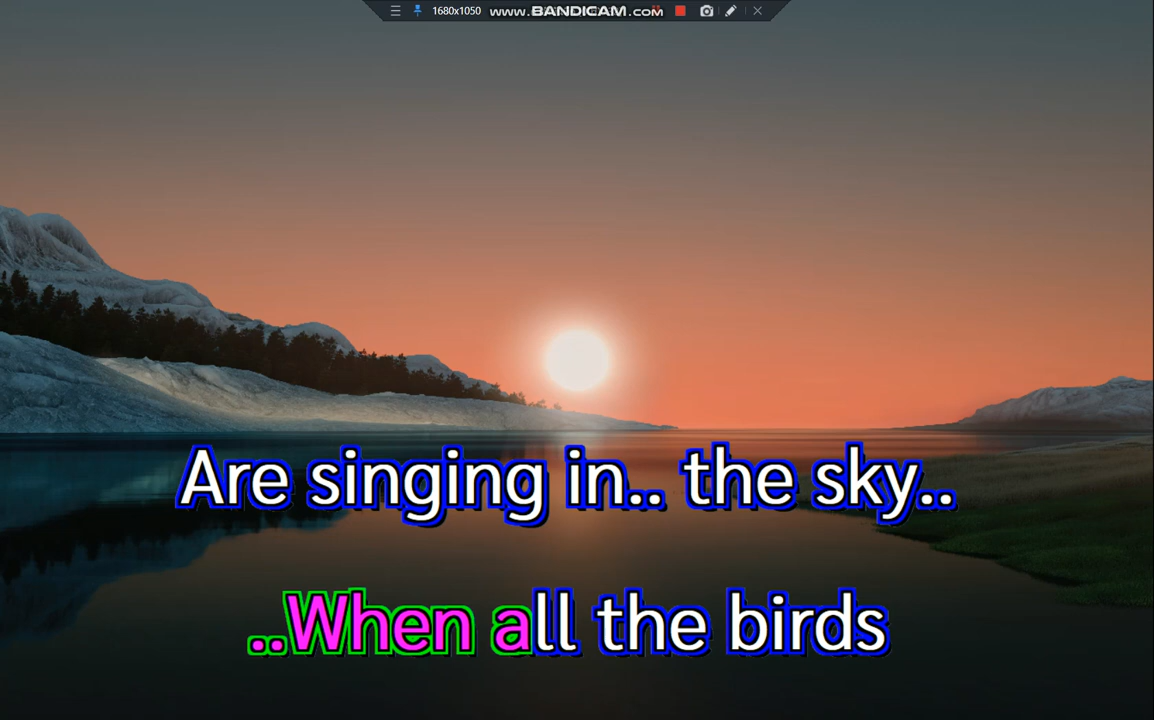 1680x1050 www.BANDICAM.com
Are singing in.. the sky..
..When all the birds